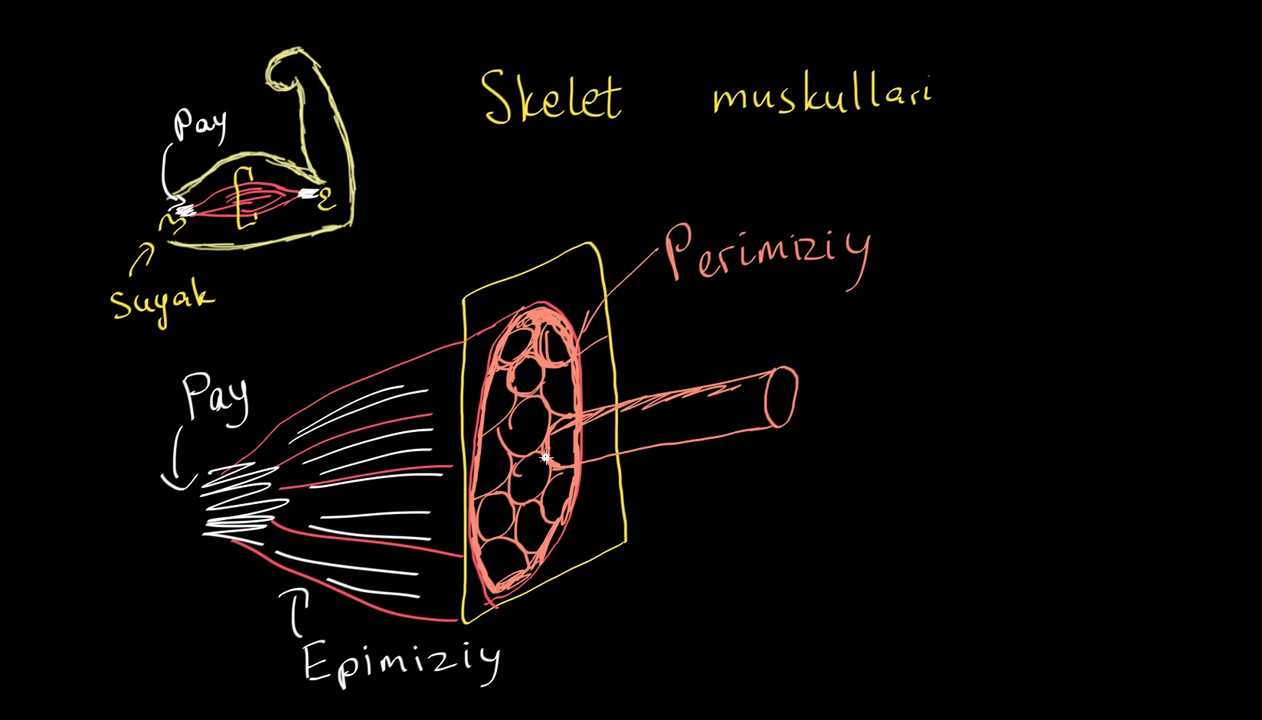 Skelet muskullari
Pay
Suyak
Perimiziy
Pay
Epimiziy